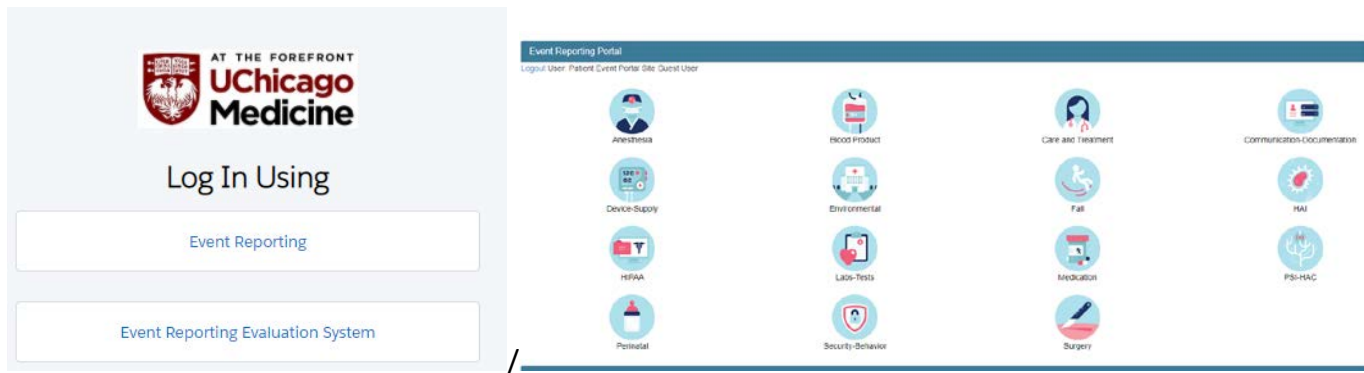 AT THE FOREFRONT
UChicago
Medicine
Log In Using
Event Reporting
Event Reporting Evaluation System
/
Event Reporting Portal
Logout User: Patient Event Portal Site Guest User
Anesthesia
Blood Product
Care and Treatment
Communication-Documentation
Device-Supply
Environmental
Fall
HAI
HIPAA
Labs-Tests
Medication
PSI-HAC
Perinatal
Security-Behavior
Surgery